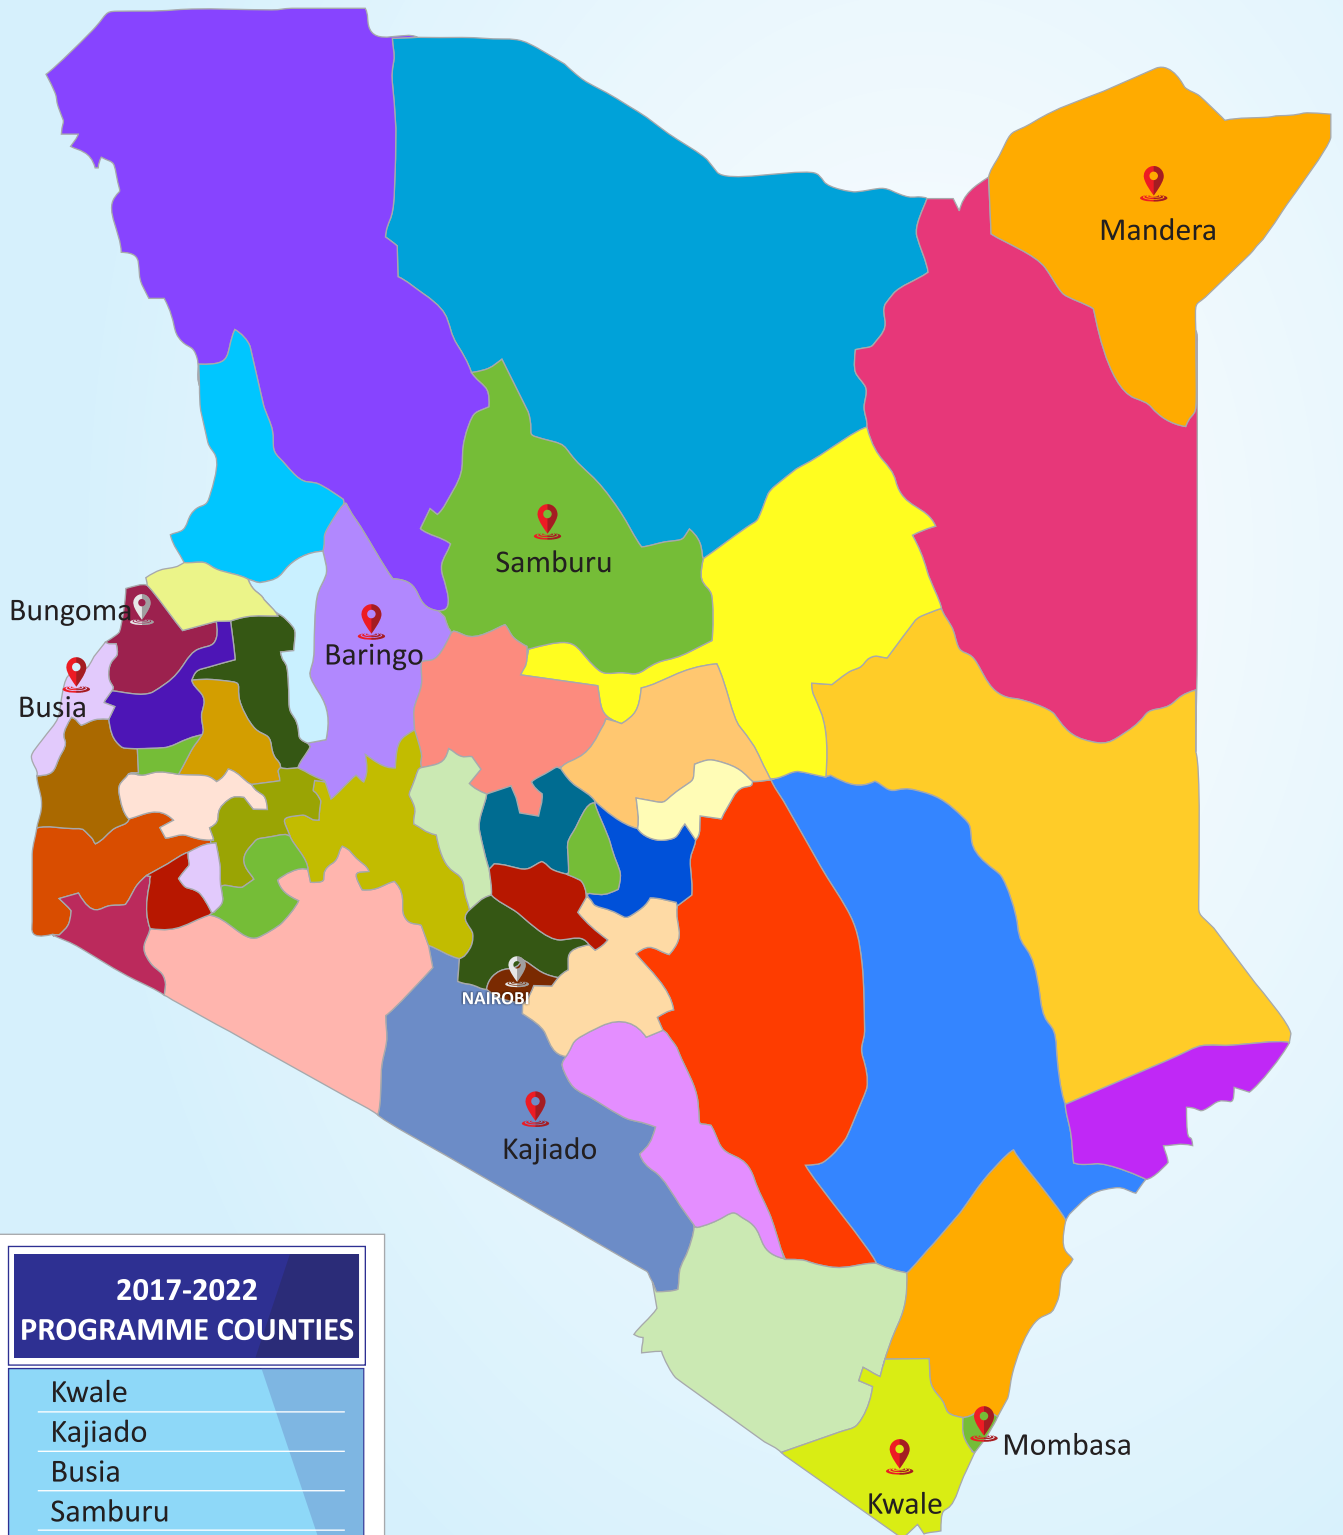 Mandera
Samburu
Bungoma
Baringo
Busia
NAIROBI
Kajiado
Mombasa
Kwale
2017-2022
PROGRAMME COUNTIES
Kwale
Kajiado
Busia
Samburu